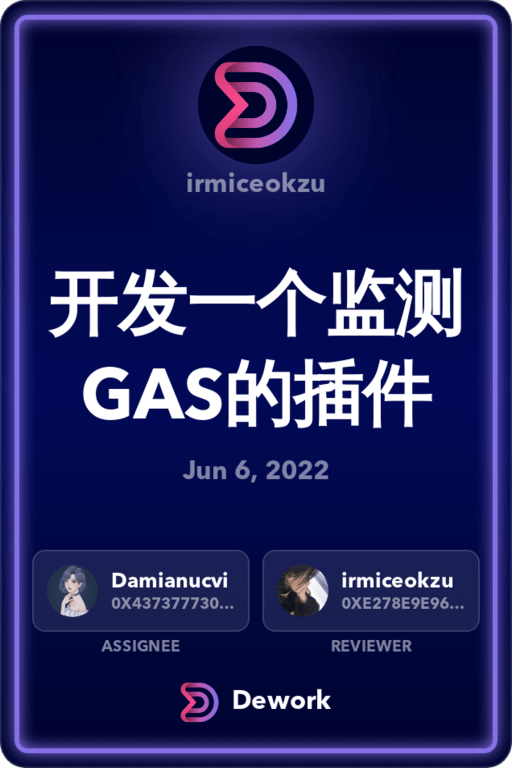 irmiceokzu
开发一个监测
GAS的插件
Jun 6, 2022
Damianucvi
0X437377730...
ASSIGNEE
irmiceokzu
0XE278E9E96...
REVIEWER
Dework